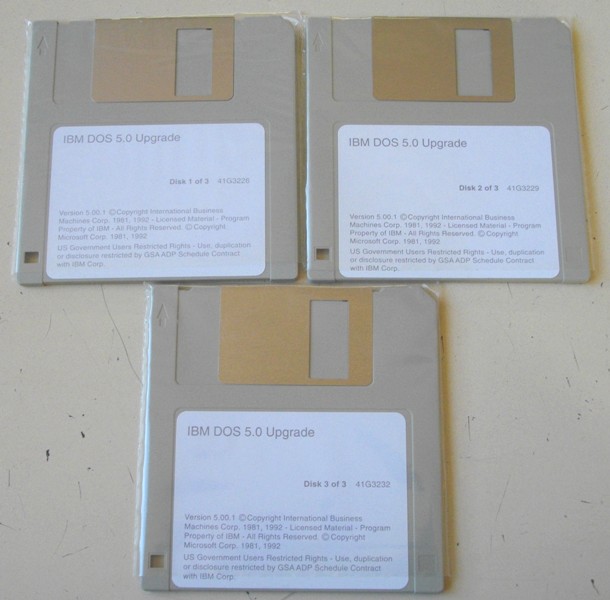 IBM DOS 5.0 Upgrade
Disk 1 of 3 41G3226
Version 5.00.1 ©Copyright International Business
Machines Corp. 1981, 1992 - Licensed Material - Program
Property of IBM - All Rights Reserved. ©Copyright
Microsoft Corp. 1981, 1992
US Government Users Restricted Rights - Use, duplication
or disclosure restricted by GSA ADP Schedule Contract
with IBM Corp.
IBM DOS 5.0 Upgrade
Disk 2 of 3 41G3229
Version 5.00.1 ©Copyright International Business
Machines Corp. 1981, 1992 - Licensed Material - Program
Property of IBM - All Rights Reserved. ©Copyright
Microsoft Corp. 1981, 1992
US Government Users Restricted Rights - Use, duplication
or disclosure restricted by GSA ADP Schedule Contract
with IBM Corp.
IBM DOS 5.0 Upgrade
Disk 3 of 3 41G3232
Version 5.00.1 ©Copyright International Business
Machines Corp. 1981, 1992 - Licensed Material - Program
Property of IBM - All Rights Reserved. ©Copyright
Microsoft Corp. 1981, 1992
US Government Users Restricted Rights - Use, duplication
or disclosure restricted by GSA ADP Schedule Contract
with IBM Corp.